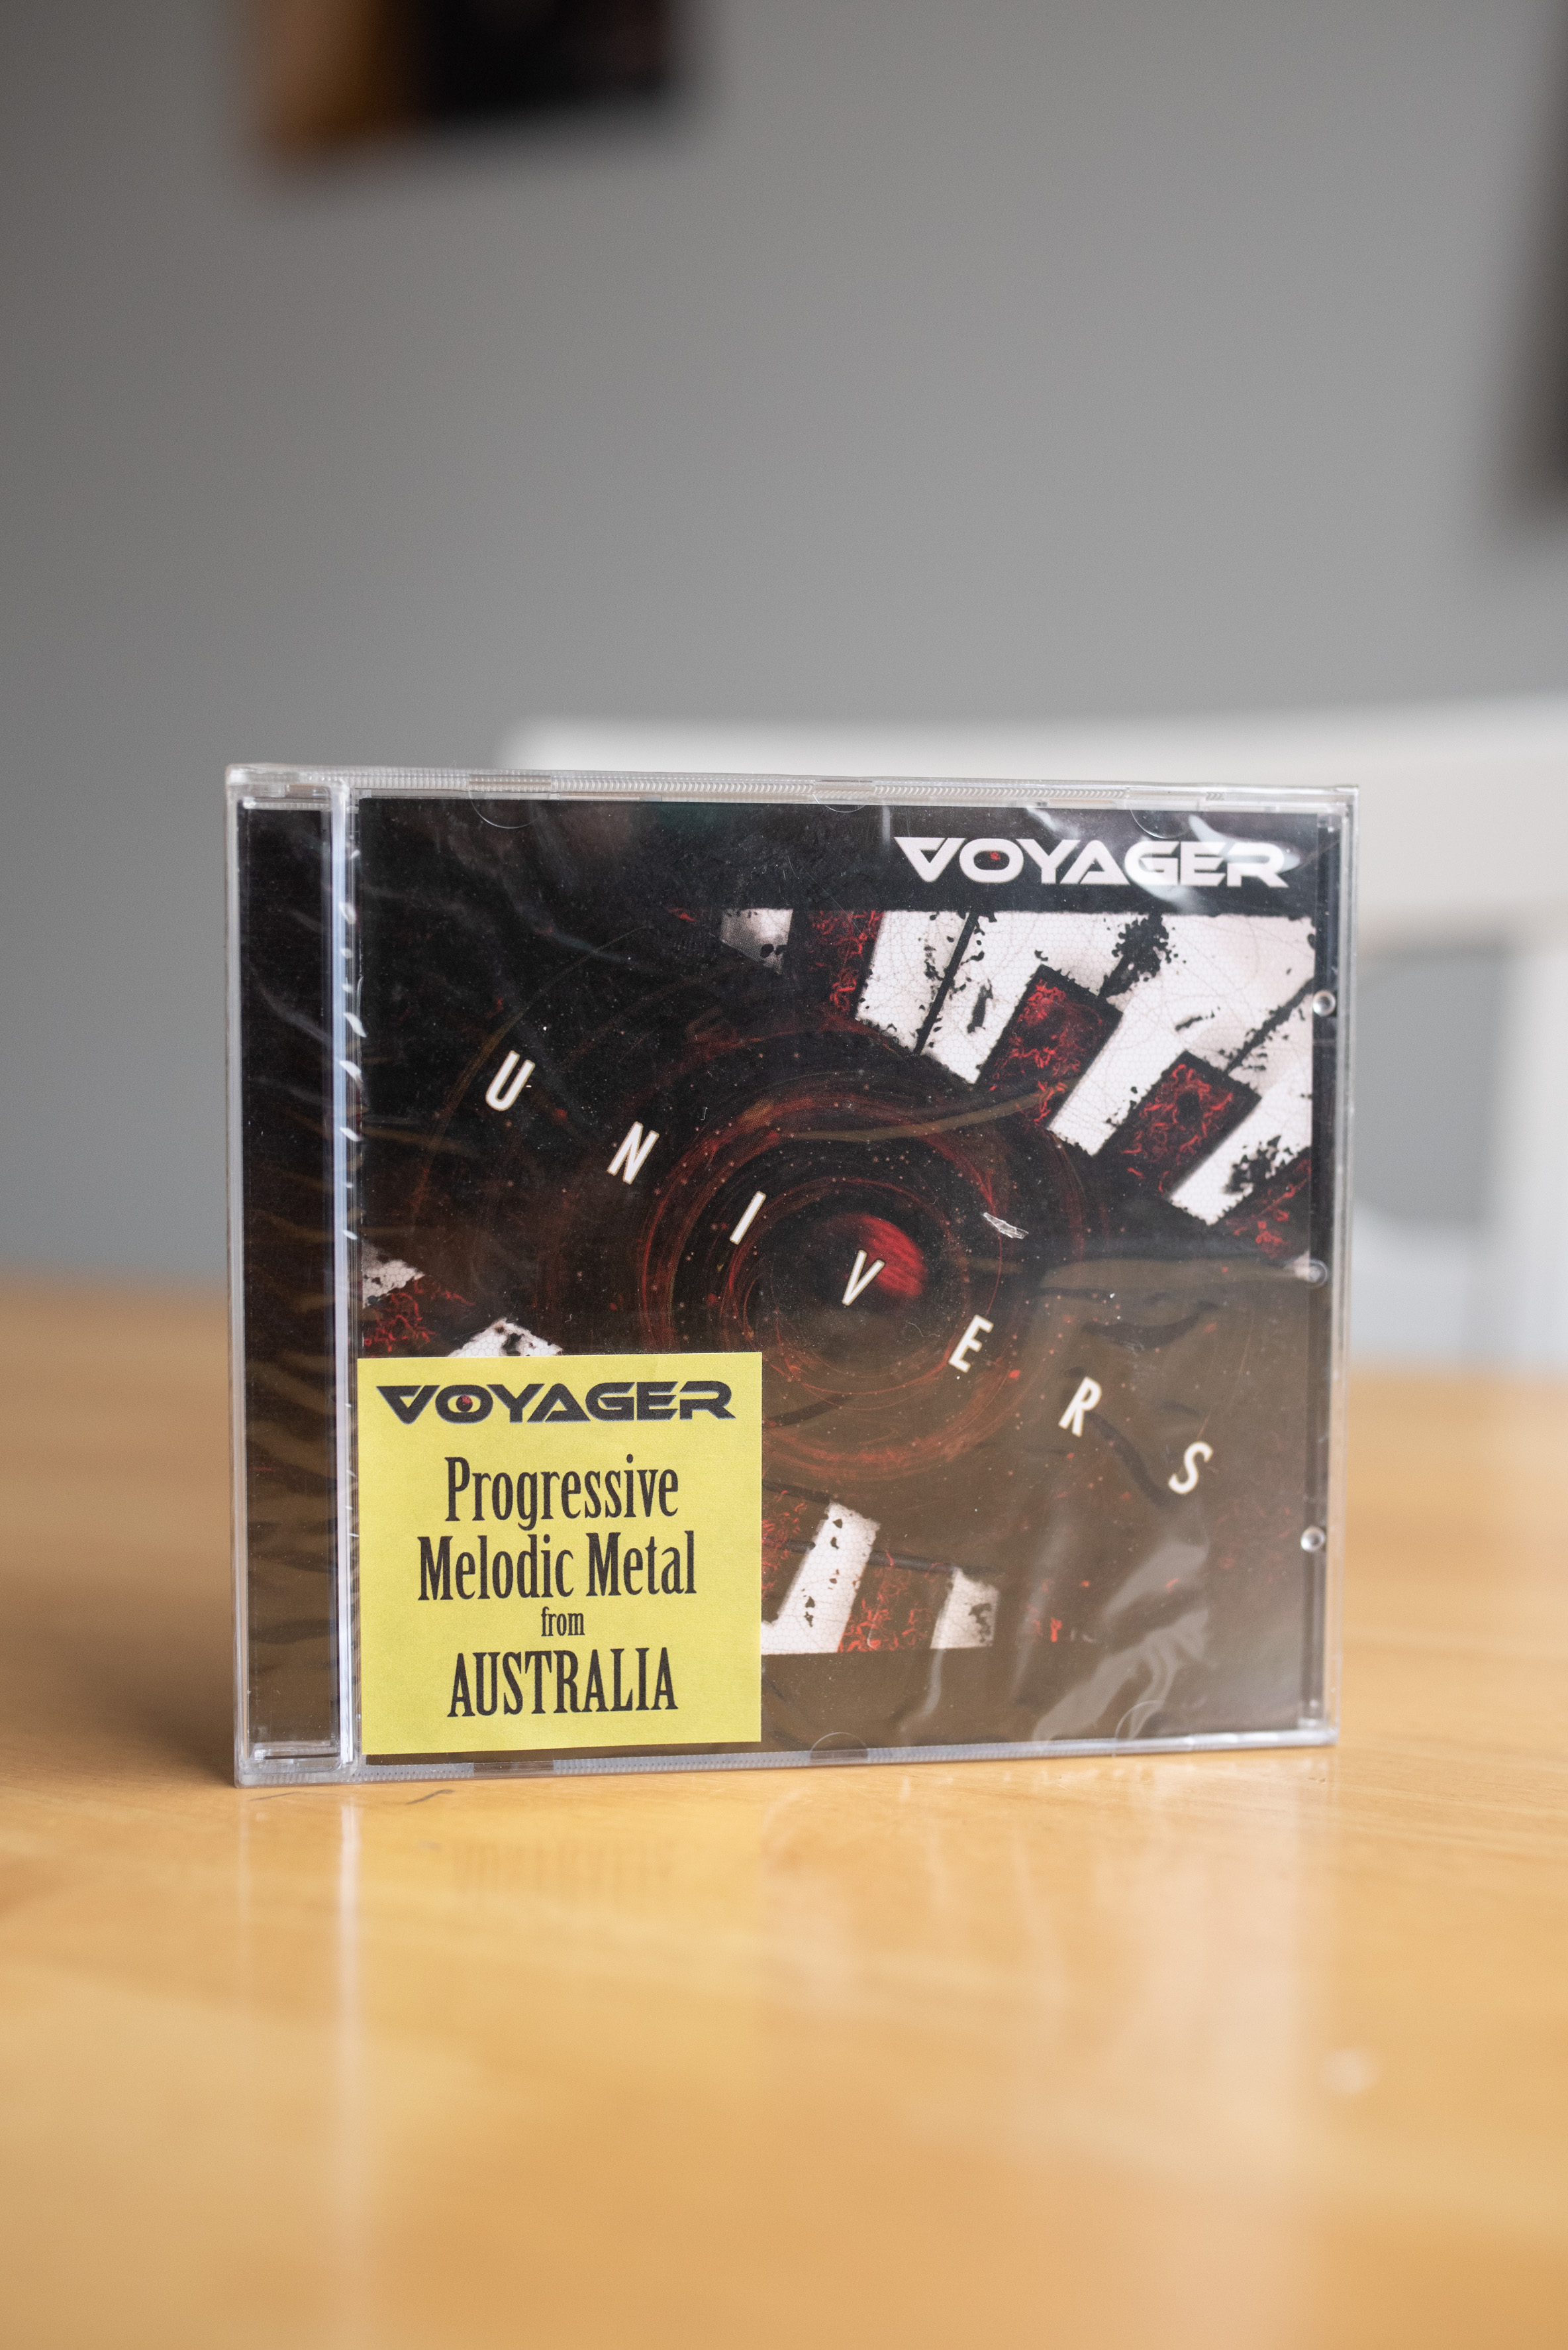 VOYAGER
UNIVERS
VOYAGER
Progressive
Melodic Metal
from
AUSTRALIA